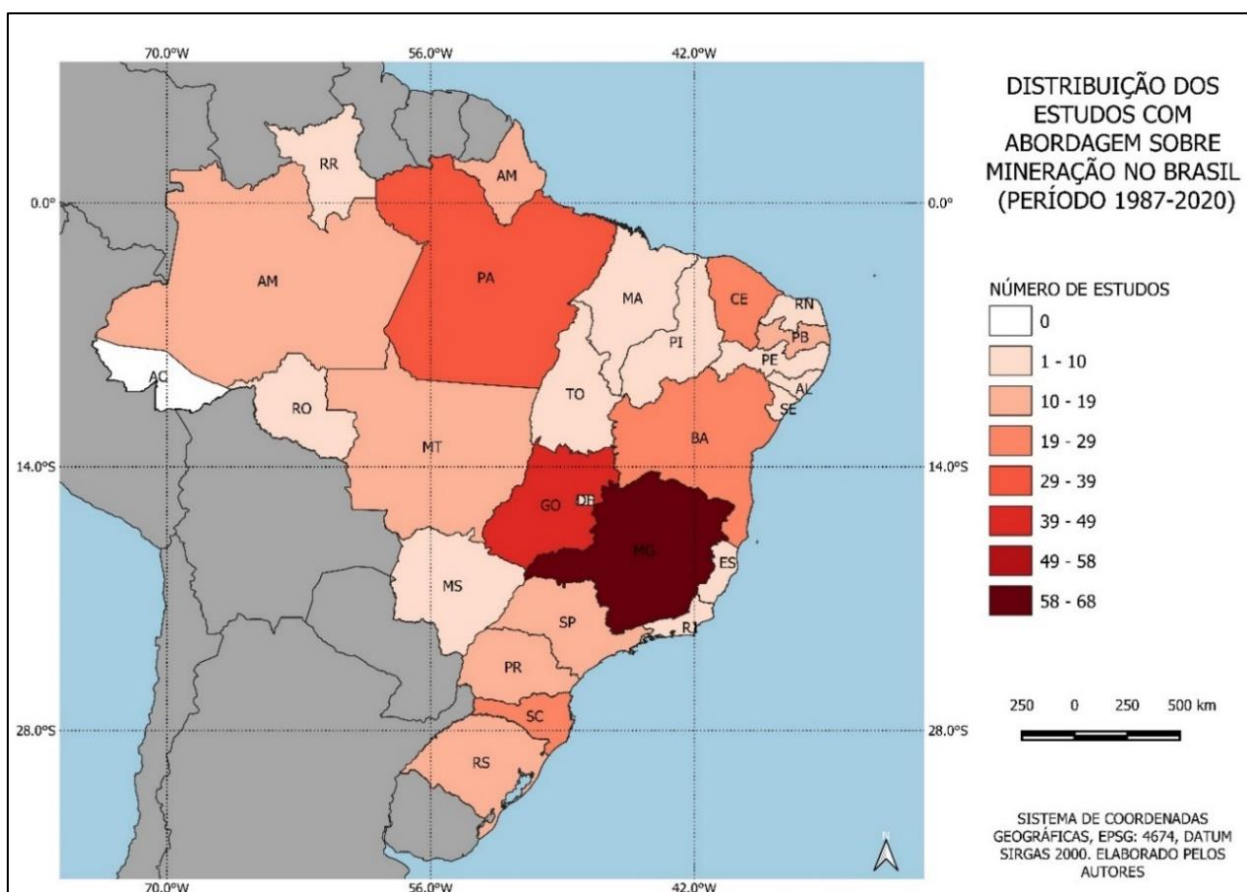 70.0°W 56.0°W 42.0°W
DISTRIBUIÇÃO DOS
ESTUDOS COM
ABORDAGEM SOBRE
MINERAÇÃO NO BRASIL
(PERÍODO 1987-2020)
RR
AM
0.0° 0.0°
AM
PA
MA
CE
RN
PB
PI
PE
AC
AL
TO
SE
RO
BA
MT
14.0°S 14.0°S
GO
DF
MG
ES
MS
SP
RJ
PR
SC
28.0°S 28.0°S
RS
NÚMERO DE ESTUDOS
0
1 - 10
10 - 19
19 - 29
29 - 39
39 - 49
49 - 58
58 - 68
250 0 250 500 km
N
SISTEMA DE COORDENADAS
GEOGRÁFICAS, EPSG: 4674, DATUM
SIRGAS 2000. ELABORADO PELOS
AUTORES
70.0°W 56.0°W 42.0°W